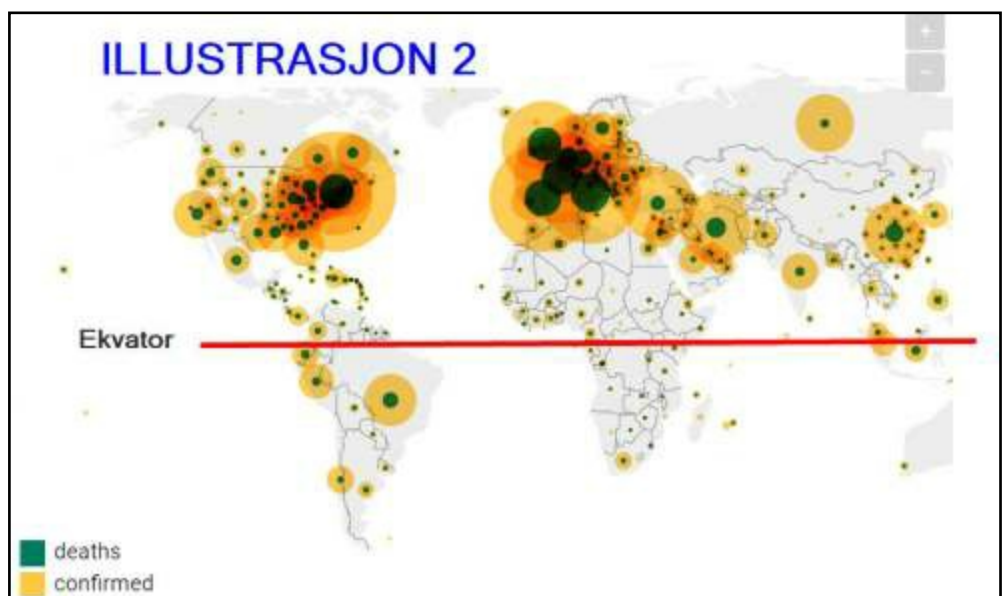 ILLUSTRASJON 2
+
−
Ekvator
deaths
confirmed